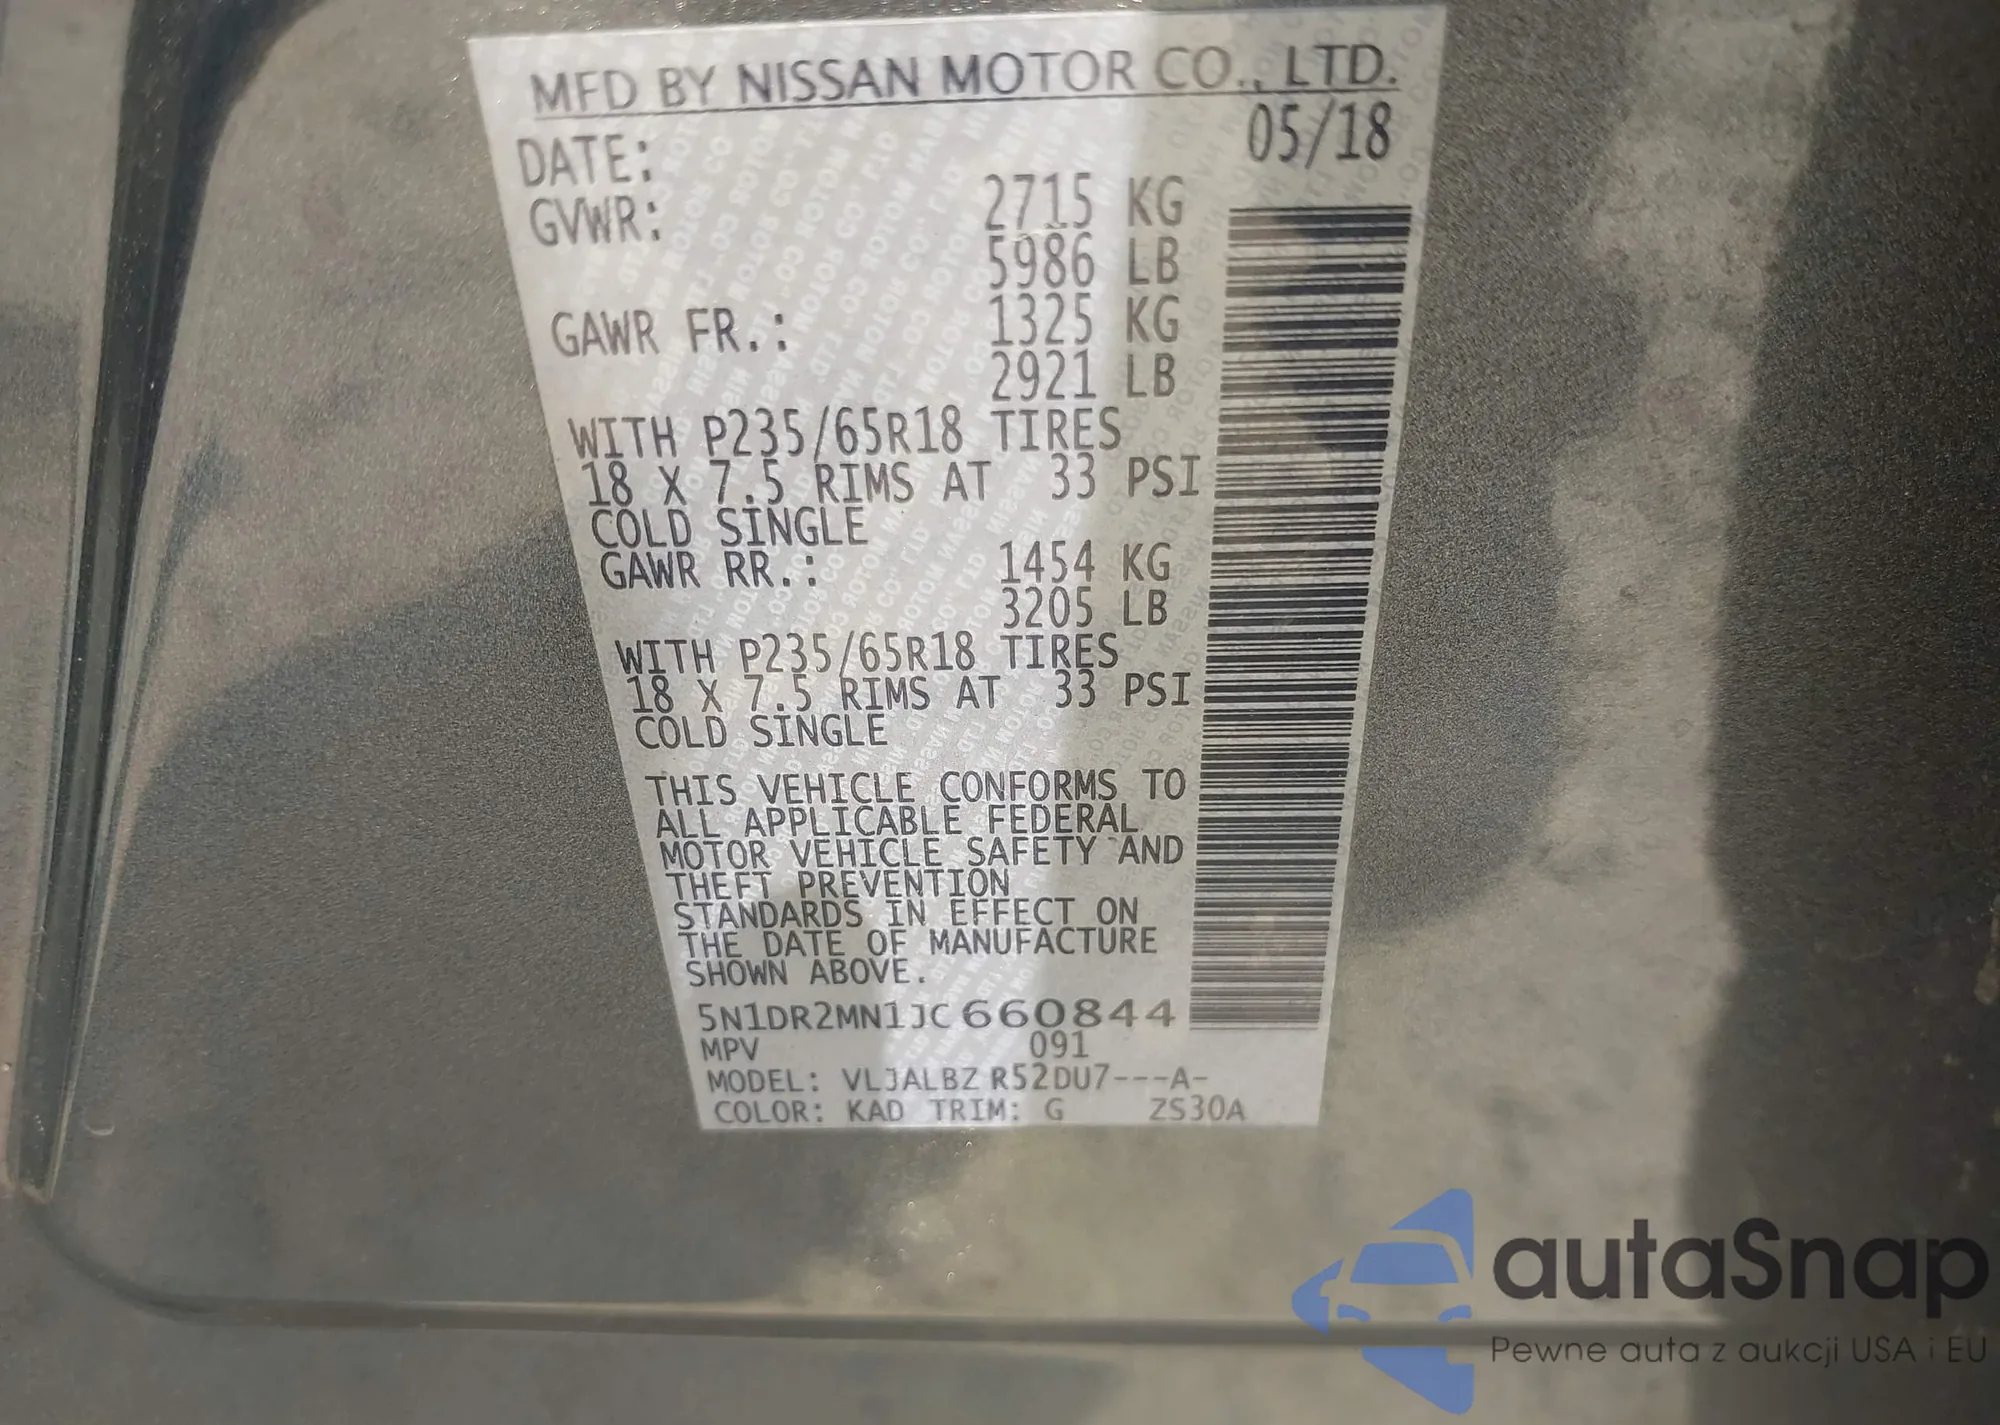 MFD BY NISSAN MOTOR CO., LTD.
DATE: 05/18
GVWR: 2715 KG
5986 LB
GAWR FR.: 1325 KG
2921 LB
WITH P235/65R18 TIRES
18 X 7.5 RIMS AT 33 PSI
COLD SINGLE
GAWR RR.: 1454 KG
3205 LB
WITH P235/65R18 TIRES
18 X 7.5 RIMS AT 33 PSI
COLD SINGLE
THIS VEHICLE CONFORMS TO
ALL APPLICABLE FEDERAL
MOTOR VEHICLE SAFETY AND
THEFT PREVENTION
STANDARDS IN EFFECT ON
THE DATE OF MANUFACTURE
SHOWN ABOVE.
5N1DR2MN1JC660844
MPV 091
MODEL: VLJALBZ R52DU7---A-
COLOR: KAD TRIM: G ZS30A
autaSnap
Pewne auta z aukcji USA i EU